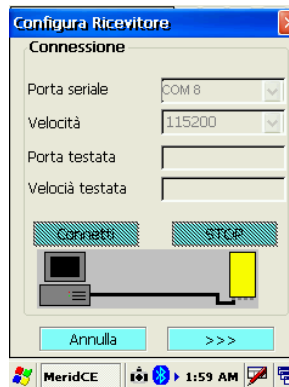 Configura Ricevitore
Connessione
Porta seriale COM 8
Velocità 115200
Porta testata
Velocià testata
Connetti STOP
Annulla >>>
MeridCE 1:59 AM